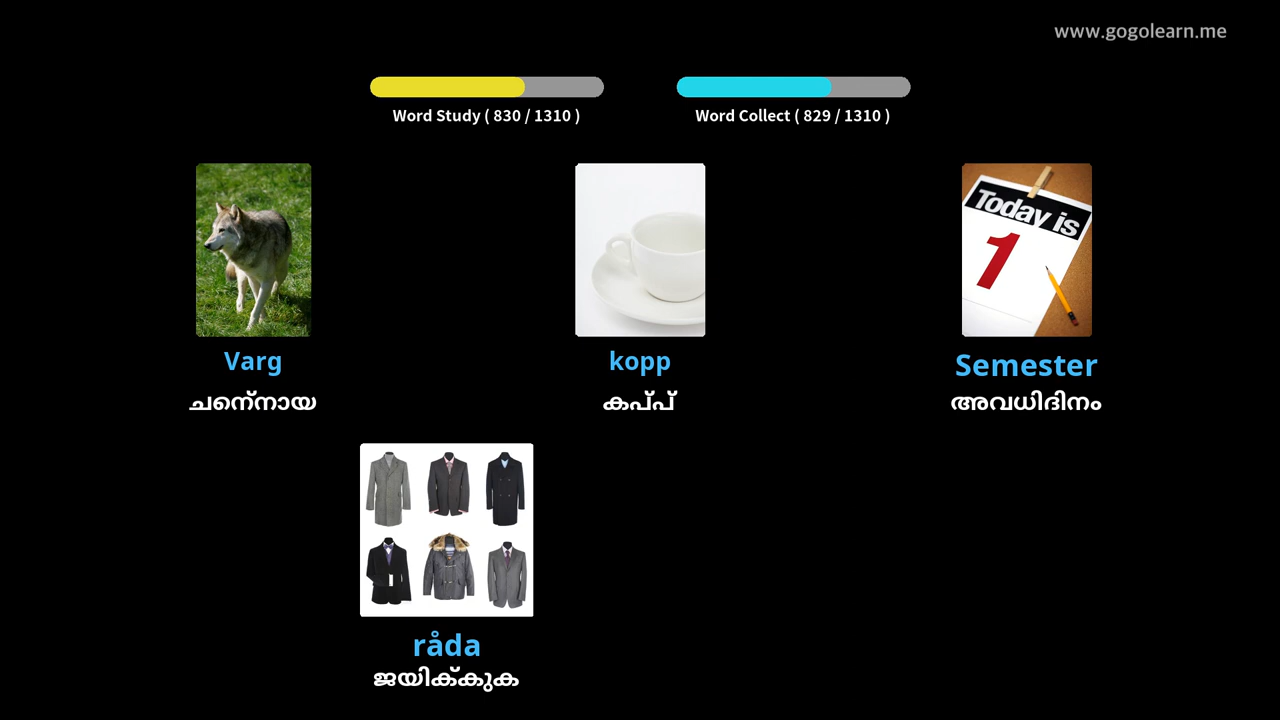 www.gogolearn.me
Word Study ( 830 / 1310 )
Word Collect ( 829 / 1310 )
Today is
1
Varg
kopp
Semester
ചെന്നായ
കപ്പ്
അവധിദിനം
råda
ജയിക്കുക